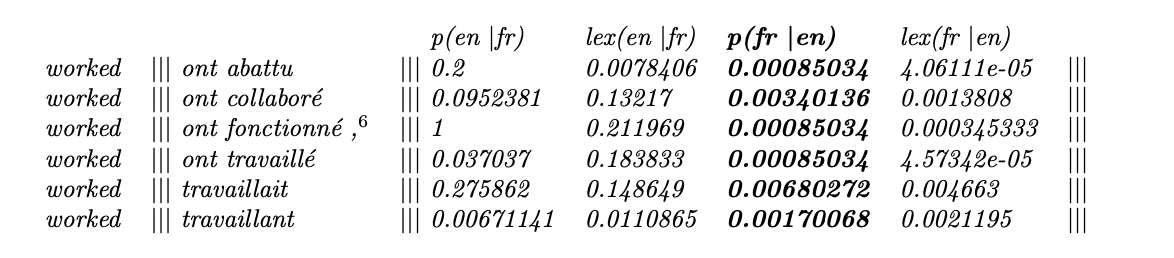 p(en |fr) lex(en |fr) p(fr |en) lex(fr |en)
worked ||| ont abattu ||| 0.2 0.0078406 0.00085034 4.06111e-05 |||
worked ||| ont collaboré ||| 0.0952381 0.13217 0.00340136 0.0013808 |||
worked ||| ont fonctionné ,6 ||| 1 0.211969 0.00085034 0.000345333 |||
worked ||| ont travaillé ||| 0.037037 0.183833 0.00085034 4.57342e-05 |||
worked ||| travaillait ||| 0.275862 0.148649 0.00680272 0.004663 |||
worked ||| travaillant ||| 0.00671141 0.0110865 0.00170068 0.0021195 |||